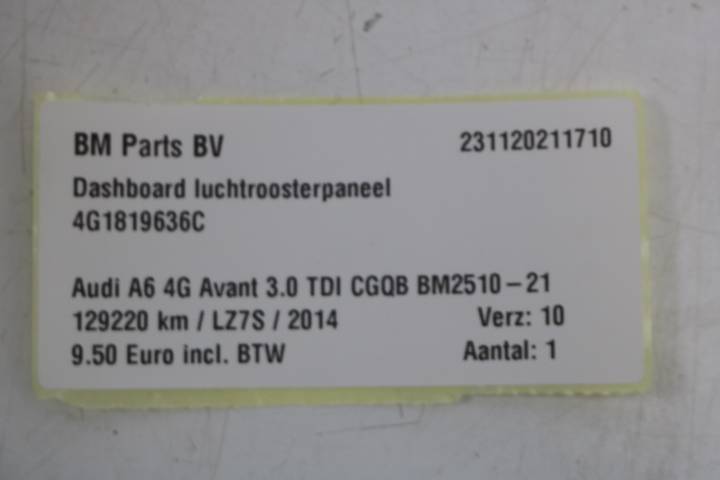 BM Parts BV 231120211710
Dashboard luchtroosterpaneel
4G1819636C
Audi A6 4G Avant 3.0 TDI CGQB BM2510-21
129220 km / LZ7S / 2014 Verz: 10
9.50 Euro incl. BTW Aantal: 1